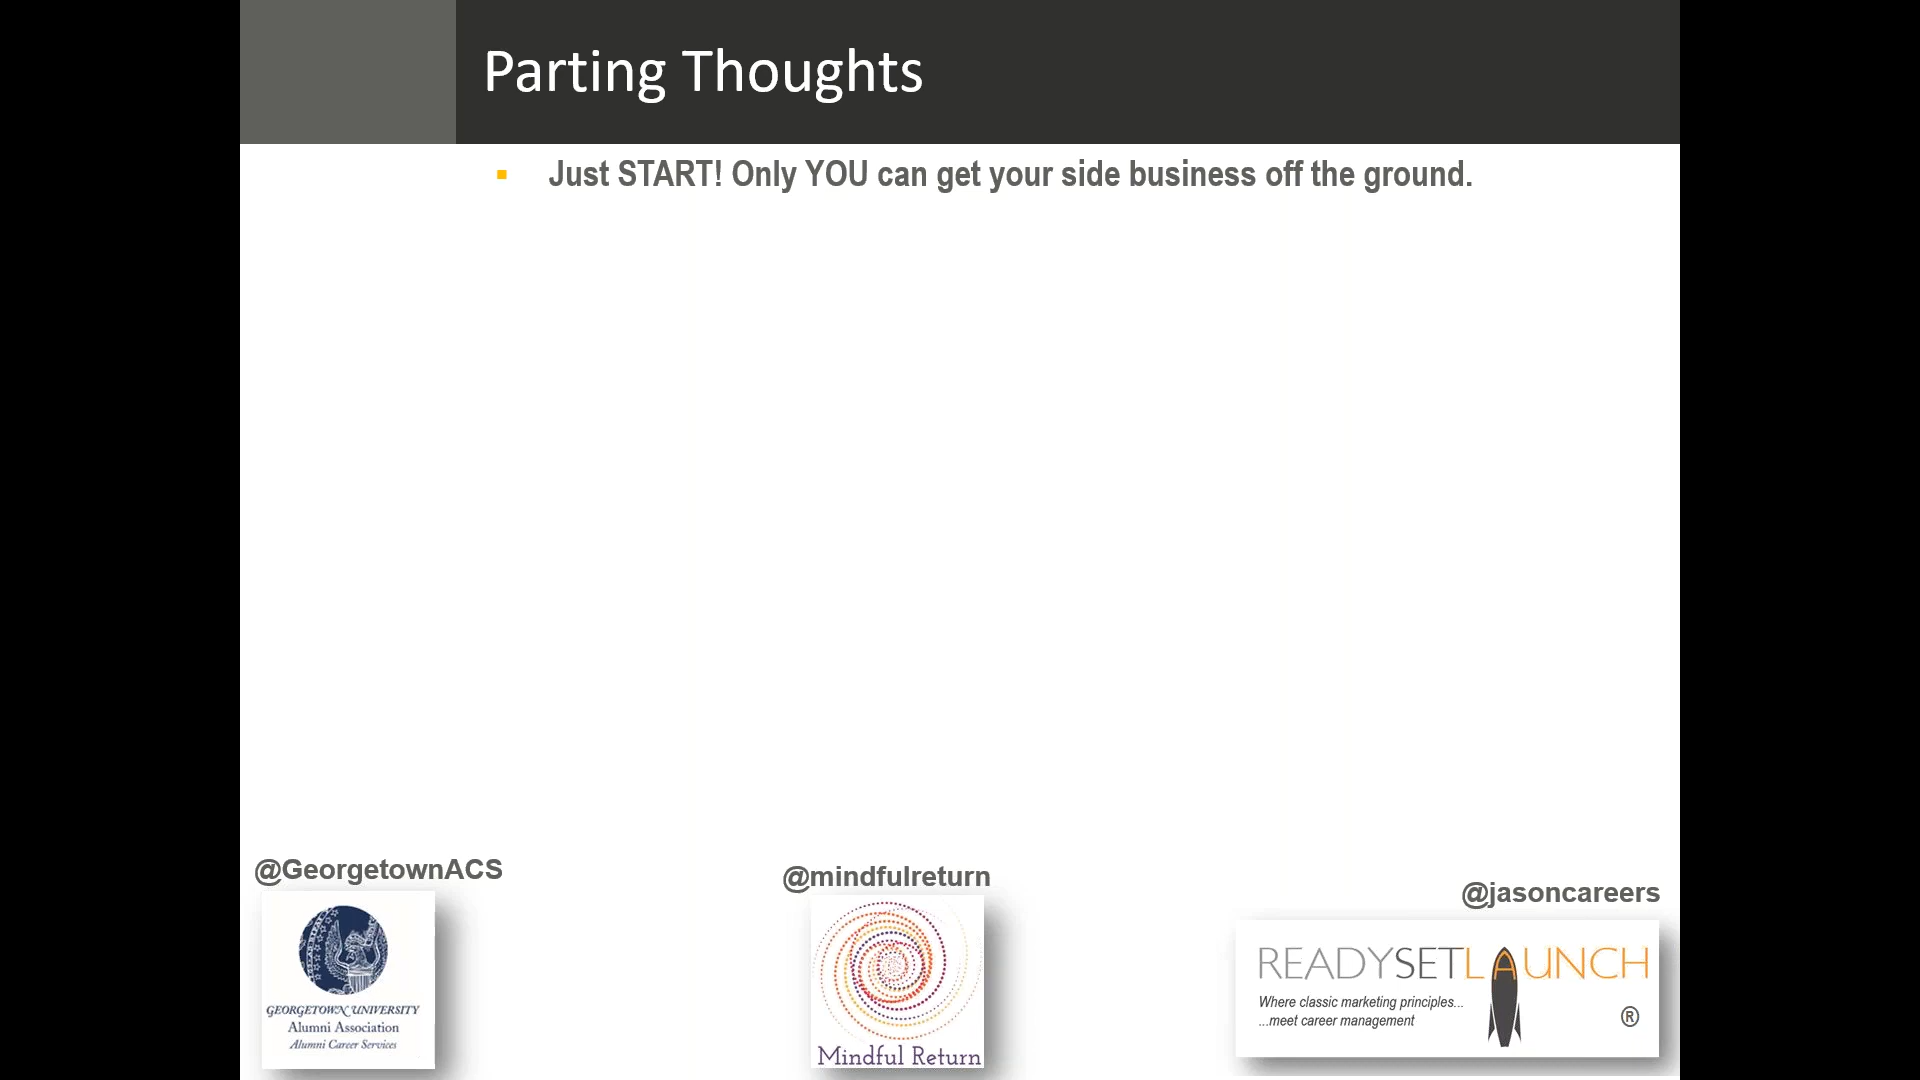 Parting Thoughts
Just START! Only YOU can get your side business off the ground.
@GeorgetownACS
GEORGETOWN UNIVERSITY
Alumni Association
Alumni Career Services
@mindfulreturn
Mindful Return
@jasoncareers
READYSETLAUNCH
Where classic marketing principles...
...meet career management
®